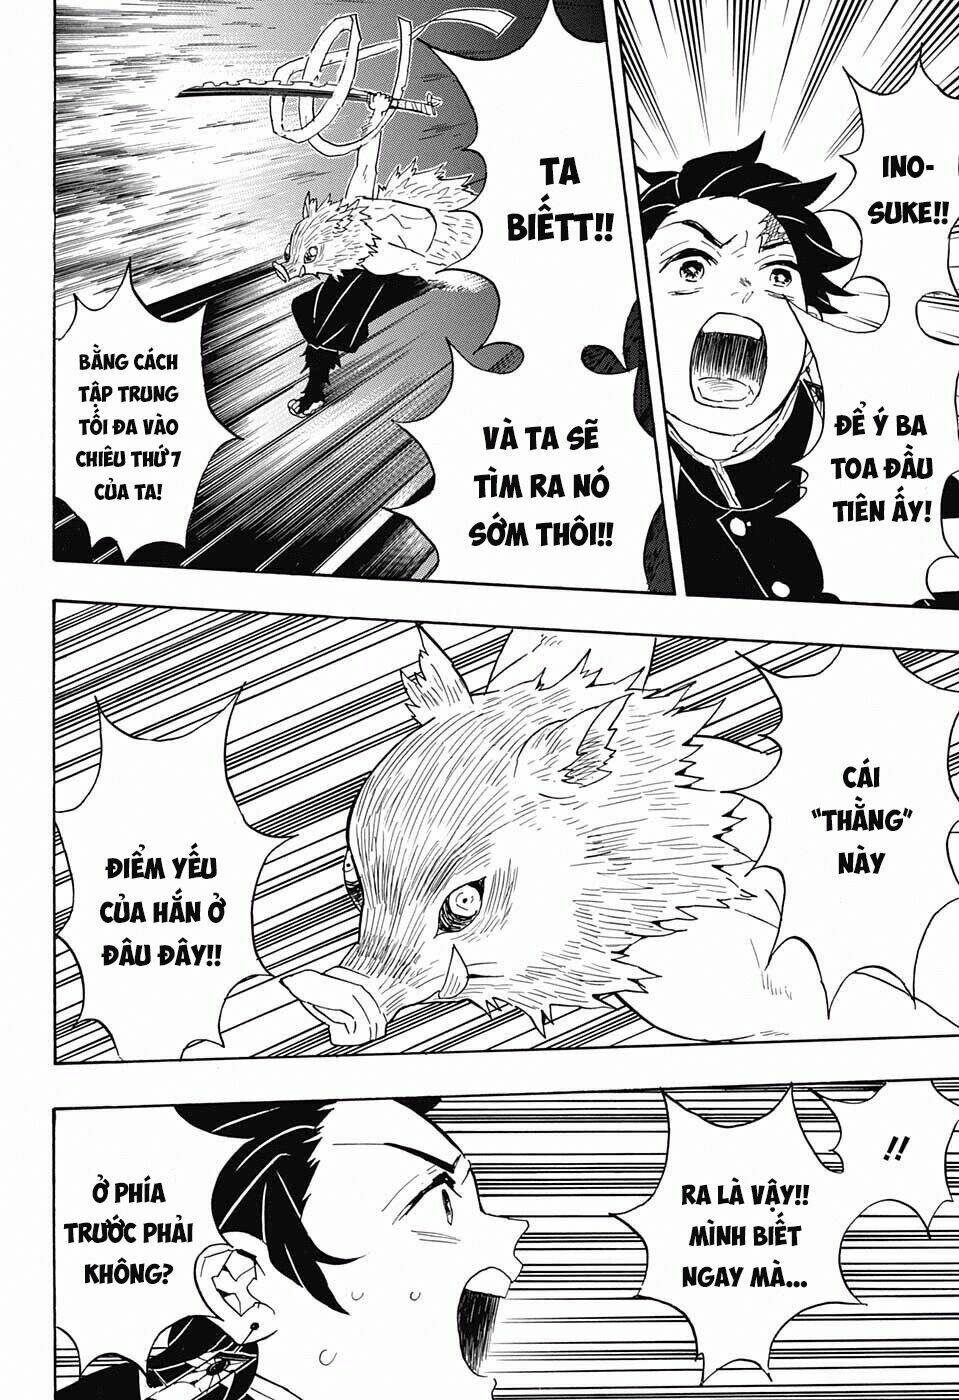 INO-
SUKE!!
ĐỂ Ý BA
TOA ĐẦU
TIÊN ẤY!
TA
BIẾTT!!
VÀ TA SẼ
TÌM RA NÓ
SỚM THÔI!!
BẰNG CÁCH
TẬP TRUNG
TỐI ĐA VÀO
CHIÊU THỨ 7
CỦA TA!
CÁI
“THẰNG”
NÀY
ĐIỂM YẾU
CỦA HẮN Ở
ĐÂU ĐÂY!!
!!
RA LÀ VẬY!!
MÌNH BIẾT
NGAY MÀ...
Ở PHÍA
TRƯỚC PHẢI
KHÔNG?